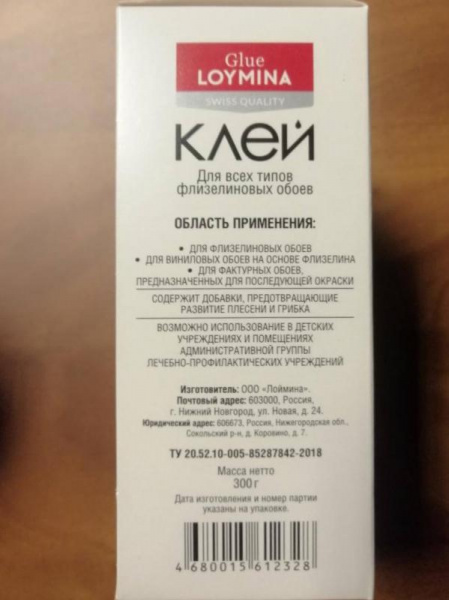 Glue
LOYMINA
SWISS QUALITY
КЛЕЙ
Для всех типов
флизелиновых обоев
ОБЛАСТЬ ПРИМЕНЕНИЯ:
• ДЛЯ ФЛИЗЕЛИНОВЫХ ОБОЕВ
• ДЛЯ ВИНИЛОВЫХ ОБОЕВ НА ОСНОВЕ ФЛИЗЕЛИНА
• ДЛЯ ФАКТУРНЫХ ОБОЕВ,
ПРЕДНАЗНАЧЕННЫХ ДЛЯ ПОСЛЕДУЮЩЕЙ ОКРАСКИ
СОДЕРЖИТ ДОБАВКИ, ПРЕДОТВРАЩАЮЩИЕ
РАЗВИТИЕ ПЛЕСЕНИ И ГРИБКА
ВОЗМОЖНО ИСПОЛЬЗОВАНИЕ В ДЕТСКИХ
УЧРЕЖДЕНИЯХ И ПОМЕЩЕНИЯХ
АДМИНИСТРАТИВНОЙ ГРУППЫ
ЛЕЧЕБНО-ПРОФИЛАКТИЧЕСКИХ УЧРЕЖДЕНИЙ
Изготовитель: ООО «Лоймина».
Почтовый адрес: 603000, Россия,
г. Нижний Новгород, ул. Новая, д. 24.
Юридический адрес: 606673, Россия, Нижегородская обл.,
Сокольский р-н, д. Коровино, д. 7.
ТУ 20.52.10-005-85287842-2018
Масса нетто
300 г
Дата изготовления и номер партии
указаны на упаковке.
4 680015 612328